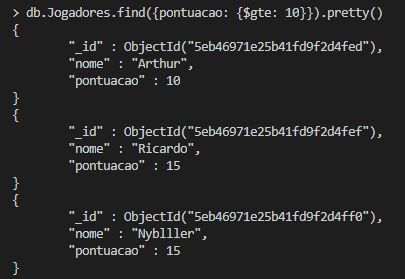 > db.Jogadores.find({pontuacao: {$gte: 10}}).pretty()
{
"_id" : ObjectId("5eb46971e25b41fd9f2d4fed"),
"nome" : "Arthur",
"pontuacao" : 10
}
{
"_id" : ObjectId("5eb46971e25b41fd9f2d4fef"),
"nome" : "Ricardo",
"pontuacao" : 15
}
{
"_id" : ObjectId("5eb46971e25b41fd9f2d4ff0"),
"nome" : "Nyblller",
"pontuacao" : 15
}